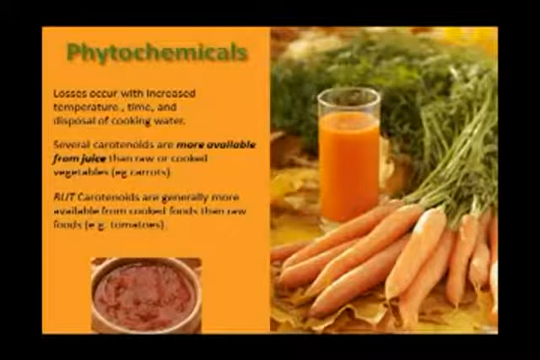 Phytochemicals
Losses occur with increased
temperature., time, and
disposal of cooking water.
Several carotenoids are more available
from juice than raw or cooked
vegetables (eg carrots)
BUT Carotenoids are generally more
available from cooked foods than raw
foods (e.g. tomatoes).